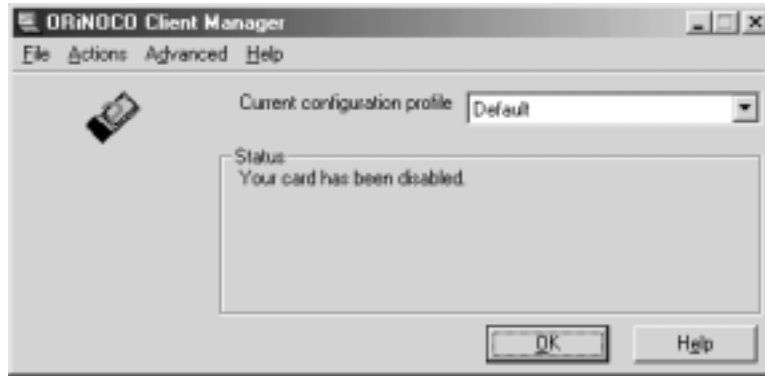 ORiNOCO Client Manager
File Actions Advanced Help
Current configuration profile Default
Status
Your card has been disabled.
OK Help